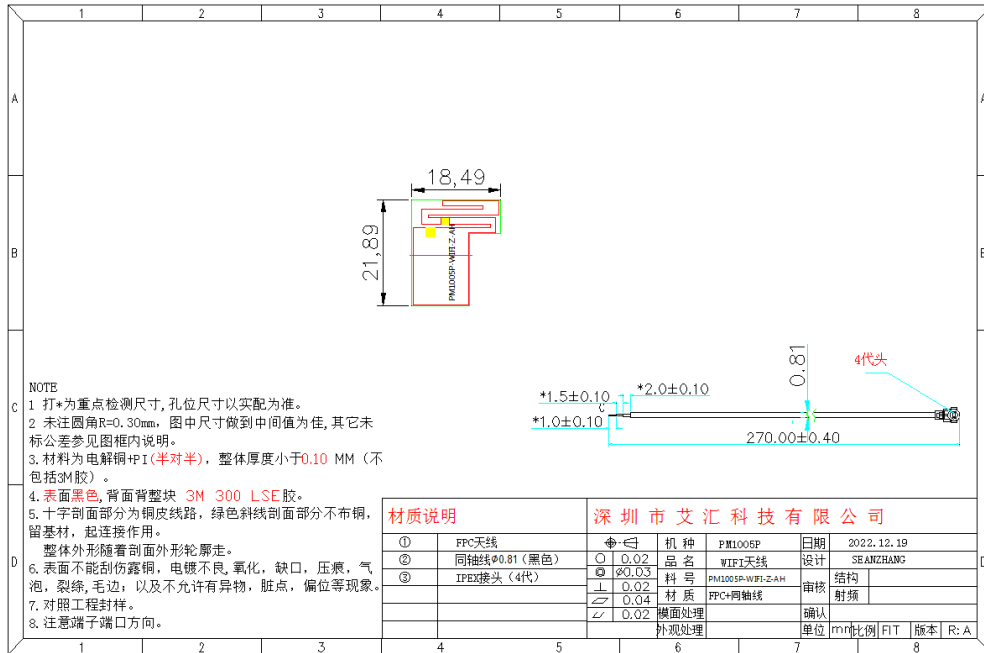 1 2 3 4 5 6 7 8
A A
18,49
21,89
PM1005P-WIFI-Z-AH
B B
0.81
4代头
*1.5±0.10
*2.0±0.10
*1.0±0.10
270.00±0.40
C C
NOTE
1 打*为重点检测尺寸,孔位尺寸以实配为准。
2 未注圆角R=0.30mm，图中尺寸做到中间值为佳,其它未
标公差参见图框内说明。
3.材料为电解铜+PI(半对半)，整体厚度小于0.10 MM（不
包括3M胶）。
4.表面黑色,背面背整块 3M 300 LSE胶。
5.十字剖面部分为铜皮线路，绿色斜线剖面部分不布铜，
留基材，起连接作用。
整体外形随着剖面外形轮廓走。
6.表面不能刮伤露铜，电镀不良,氧化，缺口，压痕，气
泡，裂缝,毛边；以及不允许有异物，脏点，偏位等现象。
7.对照工程封样。
8.注意端子端口方向。
D D
材质说明
① FPC天线
② 同轴线Φ0.81（黑色）
③ IPEX接头（4代）
深圳市艾汇科技有限公司
机 种 PM1005P 日期 2022.12.19
0.02 品 名 WIFI天线 设计 SEANZHANG
Φ0.03 料 号 PM1005P-WIFI-Z-AH 审核 结构
0.02 材 质 FPC+同轴线 射频
0.04
0.02 模面处理 确认
外观处理 单位 mm 比例 FIT 版本 R:A
1 2 3 4 5 6 7 8